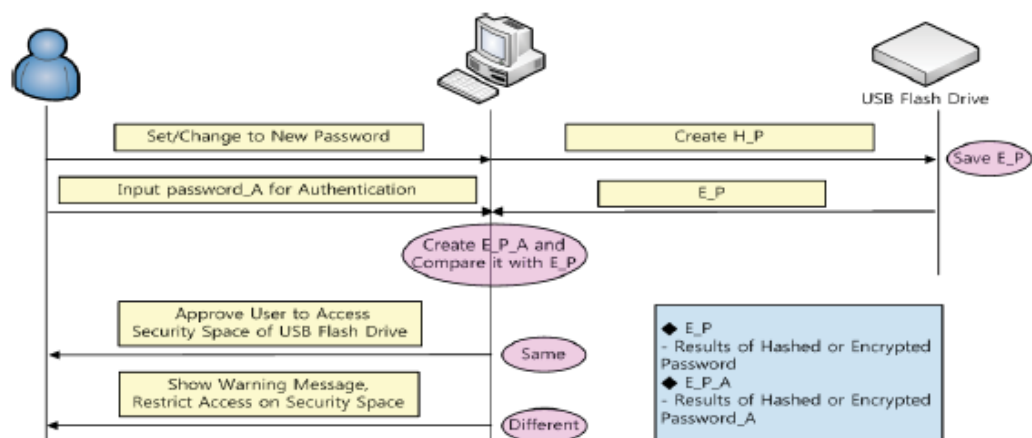 USB Flash Drive
Set/Change to New Password
Create H_P
Save E_P
Input password_A for Authentication
E_P
Create E_P_A and
Compare it with E_P
Approve User to Access
Security Space of USB Flash Drive
Same
Show Warning Message,
Restrict Access on Security Space
Different
◆ E_P
- Results of Hashed or Encrypted
Password
◆ E_P_A
- Results of Hashed or Encrypted
Password_A